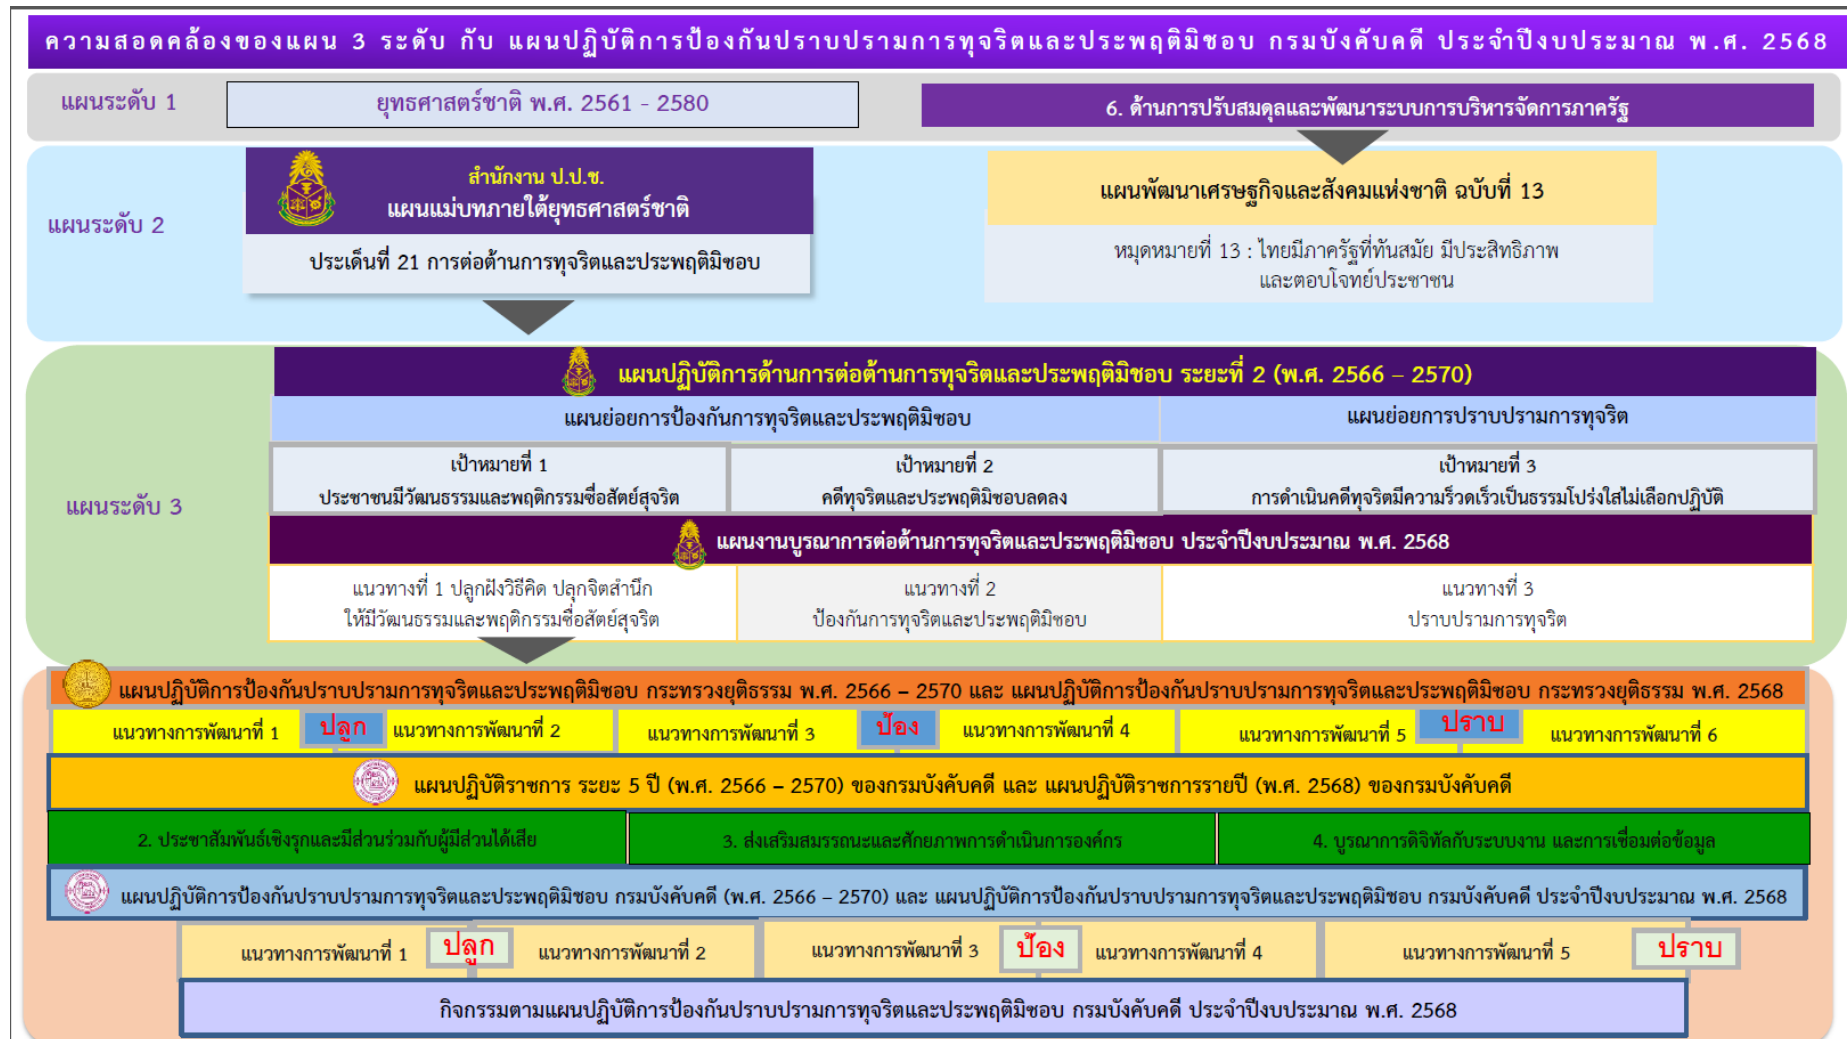 ความสอดคล้องของแผน 3 ระดับ กับ แผนปฏิบัติการป้องกันปราบปรามการทุจริตและประพฤติมิชอบ กรมบังคับคดี ประจำปีงบประมาณ พ.ศ. 2568
แผนระดับ 1
ยุทธศาสตร์ชาติ พ.ศ. 2561 - 2580
6. ด้านการปรับสมดุลและพัฒนาระบบการบริหารจัดการภาครัฐ
แผนระดับ 2
สำนักงาน ป.ป.ช.
แผนแม่บทภายใต้ยุทธศาสตร์ชาติ
ประเด็นที่ 21 การต่อต้านการทุจริตและประพฤติมิชอบ
แผนพัฒนาเศรษฐกิจและสังคมแห่งชาติ ฉบับที่ 13
หมุดหมายที่ 13 : ไทยมีภาครัฐที่ทันสมัย มีประสิทธิภาพ
และตอบโจทย์ประชาชน
แผนระดับ 3
แผนปฏิบัติการด้านการต่อต้านการทุจริตและประพฤติมิชอบ ระยะที่ 2 (พ.ศ. 2566 – 2570)
แผนย่อยการป้องกันการทุจริตและประพฤติมิชอบ
แผนย่อยการปราบปรามการทุจริต
เป้าหมายที่ 1
ประชาชนมีวัฒนธรรมและพฤติกรรมซื่อสัตย์สุจริต
เป้าหมายที่ 2
คดีทุจริตและประพฤติมิชอบลดลง
เป้าหมายที่ 3
การดำเนินคดีทุจริตมีความรวดเร็วเป็นธรรมโปร่งใสไม่เลือกปฏิบัติ
แผนงานบูรณาการต่อต้านการทุจริตและประพฤติมิชอบ ประจำปีงบประมาณ พ.ศ. 2568
แนวทางที่ 1 ปลูกฝังวิธีคิด ปลุกจิตสำนึก
ให้มีวัฒนธรรมและพฤติกรรมซื่อสัตย์สุจริต
แนวทางที่ 2
ป้องกันการทุจริตและประพฤติมิชอบ
แนวทางที่ 3
ปราบปรามการทุจริต
แผนปฏิบัติการป้องกันปราบปรามการทุจริตและประพฤติมิชอบ กระทรวงยุติธรรม พ.ศ. 2566 – 2570 และ แผนปฏิบัติการป้องกันปราบปรามการทุจริตและประพฤติมิชอบ กระทรวงยุติธรรม พ.ศ. 2568
แนวทางการพัฒนาที่ 1 ปลูก แนวทางการพัฒนาที่ 2 แนวทางการพัฒนาที่ 3 ป้อง แนวทางการพัฒนาที่ 4 แนวทางการพัฒนาที่ 5 ปราบ แนวทางการพัฒนาที่ 6
แผนปฏิบัติราชการ ระยะ 5 ปี (พ.ศ. 2566 – 2570) ของกรมบังคับคดี และ แผนปฏิบัติราชการรายปี (พ.ศ. 2568) ของกรมบังคับคดี
2. ประชาสัมพันธ์เชิงรุกและมีส่วนร่วมกับผู้มีส่วนได้เสีย
3. ส่งเสริมสมรรถนะและศักยภาพการดำเนินการองค์กร
4. บูรณาการดิจิทัลกับระบบงาน และการเชื่อมต่อข้อมูล
แผนปฏิบัติการป้องกันปราบปรามการทุจริตและประพฤติมิชอบ กรมบังคับคดี (พ.ศ. 2566 – 2570) และ แผนปฏิบัติการป้องกันปราบปรามการทุจริตและประพฤติมิชอบ กรมบังคับคดี ประจำปีงบประมาณ พ.ศ. 2568
แนวทางการพัฒนาที่ 1 ปลูก แนวทางการพัฒนาที่ 2 แนวทางการพัฒนาที่ 3 ป้อง แนวทางการพัฒนาที่ 4 แนวทางการพัฒนาที่ 5 ปราบ
กิจกรรมตามแผนปฏิบัติการป้องกันปราบปรามการทุจริตและประพฤติมิชอบ กรมบังคับคดี ประจำปีงบประมาณ พ.ศ. 2568